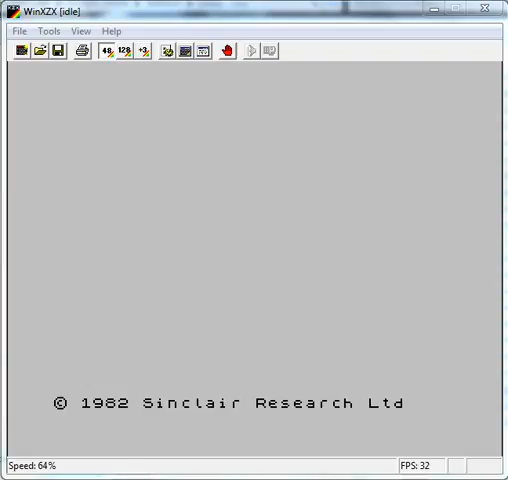 WinXZX [idle]
File Tools View Help
48 128 +3
© 1982 Sinclair Research Ltd
Speed: 64% FPS: 32